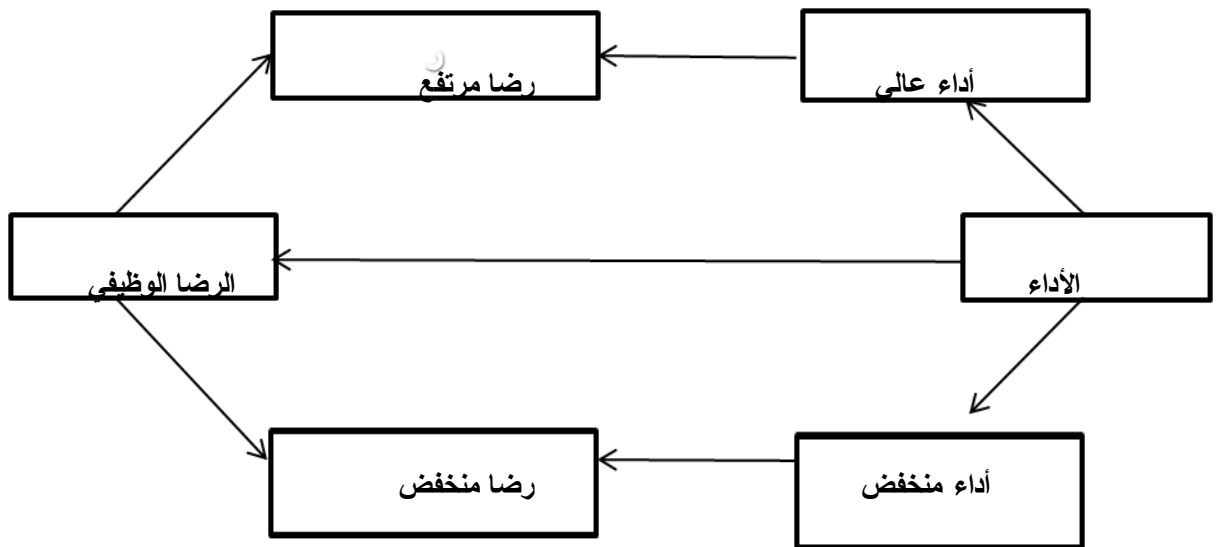 أداء عالي
رضا مرتفع
الأداء
الرضا الوظيفي
أداء منخفض
رضا منخفض